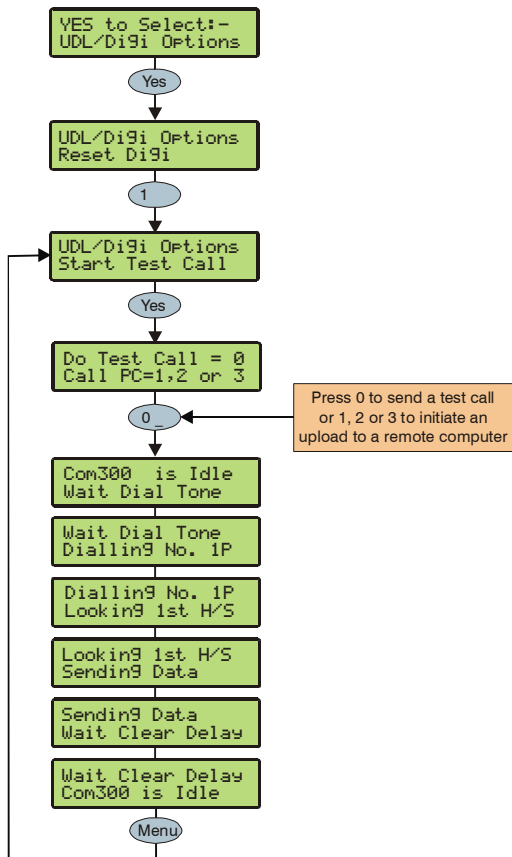 YES to Select:-
UDL/Digi Options
Yes
UDL/Digi Options
Reset Digi
1
UDL/Digi Options
Start Test Call
Yes
Do Test Call = 0
Call PC=1,2 or 3
Press 0 to send a test call
or 1, 2 or 3 to initiate an
upload to a remote computer
0 _
Com300 is Idle
Wait Dial Tone
Wait Dial Tone
Dialling No. 1P
Dialling No. 1P
Looking 1st H/S
Looking 1st H/S
Sending Data
Sending Data
Wait Clear Delay
Wait Clear Delay
Com300 is Idle
Menu